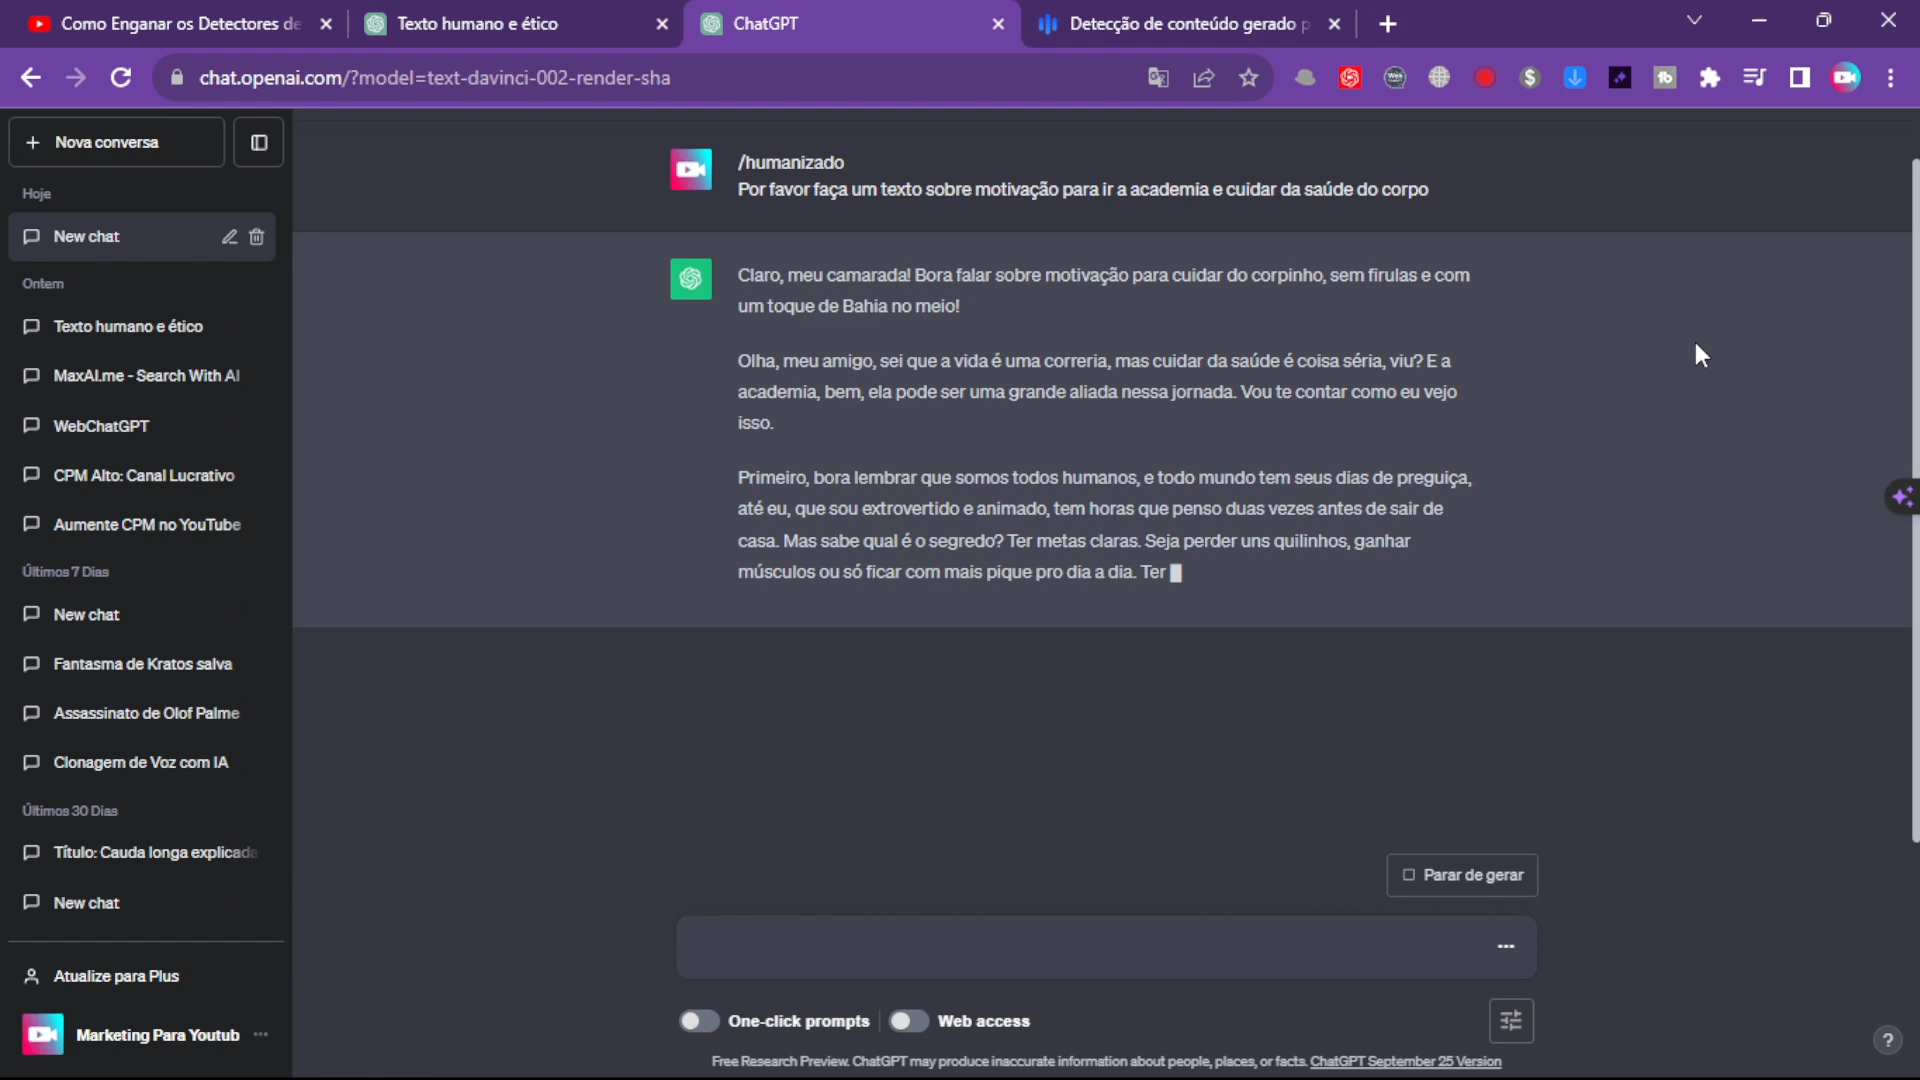 Como Enganar os Detectores de
Texto humano e ético
ChatGPT
Detecção de conteúdo gerado p
chat.openai.com/?model=text-davinci-002-render-sha
Nova conversa
Hoje
New chat
Ontem
Texto humano e ético
MaxAI.me - Search With AI
WebChatGPT
CPM Alto: Canal Lucrativo
Aumente CPM no YouTube
Últimos 7 Dias
New chat
Fantasma de Kratos salva
Assassinato de Olof Palme
Clonagem de Voz com IA
Últimos 30 Dias
Título: Cauda longa explicada
New chat
Atualize para Plus
Marketing Para Youtub
/humanizado
Por favor faça um texto sobre motivação para ir a academia e cuidar da saúde do corpo
Claro, meu camarada! Bora falar sobre motivação para cuidar do corpinho, sem firulas e com
um toque de Bahia no meio!
Olha, meu amigo, sei que a vida é uma correria, mas cuidar da saúde é coisa séria, viu? E a
academia, bem, ela pode ser uma grande aliada nessa jornada. Vou te contar como eu vejo
isso.
Primeiro, bora lembrar que somos todos humanos, e todo mundo tem seus dias de preguiça,
até eu, que sou extrovertido e animado, tem horas que penso duas vezes antes de sair de
casa. Mas sabe qual é o segredo? Ter metas claras. Seja perder uns quilinhos, ganhar
músculos ou só ficar com mais pique pro dia a dia. Ter
Parar de gerar
One-click prompts
Web access
Free Research Preview. ChatGPT may produce inaccurate information about people, places, or facts. ChatGPT September 25 Version